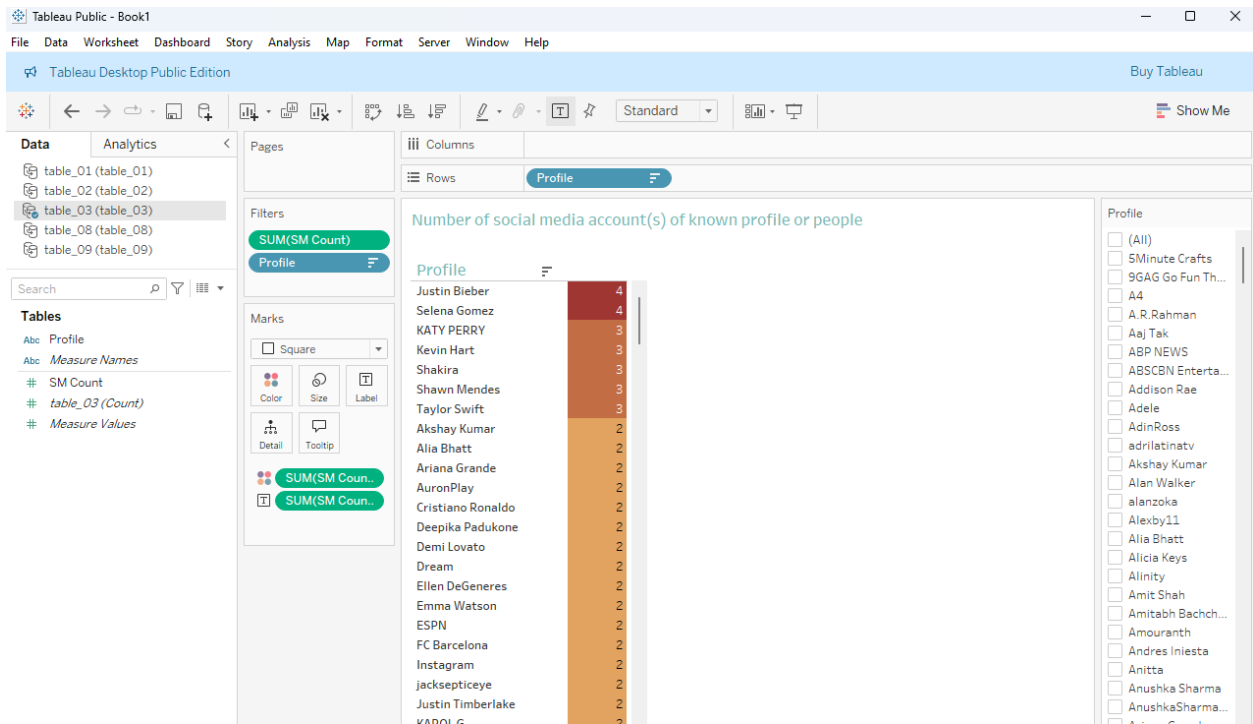 Tableau Public - Book1
File Data Worksheet Dashboard Story Analysis Map Format Server Window Help
Tableau Desktop Public Edition
Buy Tableau
Standard
Show Me
Data Analytics
table_01 (table_01)
table_02 (table_02)
table_03 (table_03)
table_08 (table_08)
table_09 (table_09)
Search
Tables
Abc Profile
Abc Measure Names
# SM Count
# table_03 (Count)
# Measure Values
Pages
Filters
SUM(SM Count)
Profile
Marks
Square
Color Size Label
Detail Tooltip
SUM(SM Coun..
SUM(SM Coun..
Columns
Rows Profile
Number of social media account(s) of known profile or people
Profile
Justin Bieber 4
Selena Gomez 4
KATY PERRY 3
Kevin Hart 3
Shakira 3
Shawn Mendes 3
Taylor Swift 3
Akshay Kumar 2
Alia Bhatt 2
Ariana Grande 2
AuronPlay 2
Cristiano Ronaldo 2
Deepika Padukone 2
Demi Lovato 2
Dream 2
Ellen DeGeneres 2
Emma Watson 2
ESPN 2
FC Barcelona 2
Instagram 2
jacksepticeye 2
Justin Timberlake 2
KAROL G 2
Profile
(All)
5Minute Crafts
9GAG Go Fun Th...
A4
A.R.Rahman
Aaj Tak
ABP NEWS
ABSCBN Enterta...
Addison Rae
Adele
AdinRoss
adrilatinatv
Akshay Kumar
Alan Walker
alanzoka
Alexby11
Alia Bhatt
Alicia Keys
Alinity
Amit Shah
Amitabh Bachch...
Amouranth
Andres Iniesta
Anitta
Anushka Sharma
AnushkaSharma...